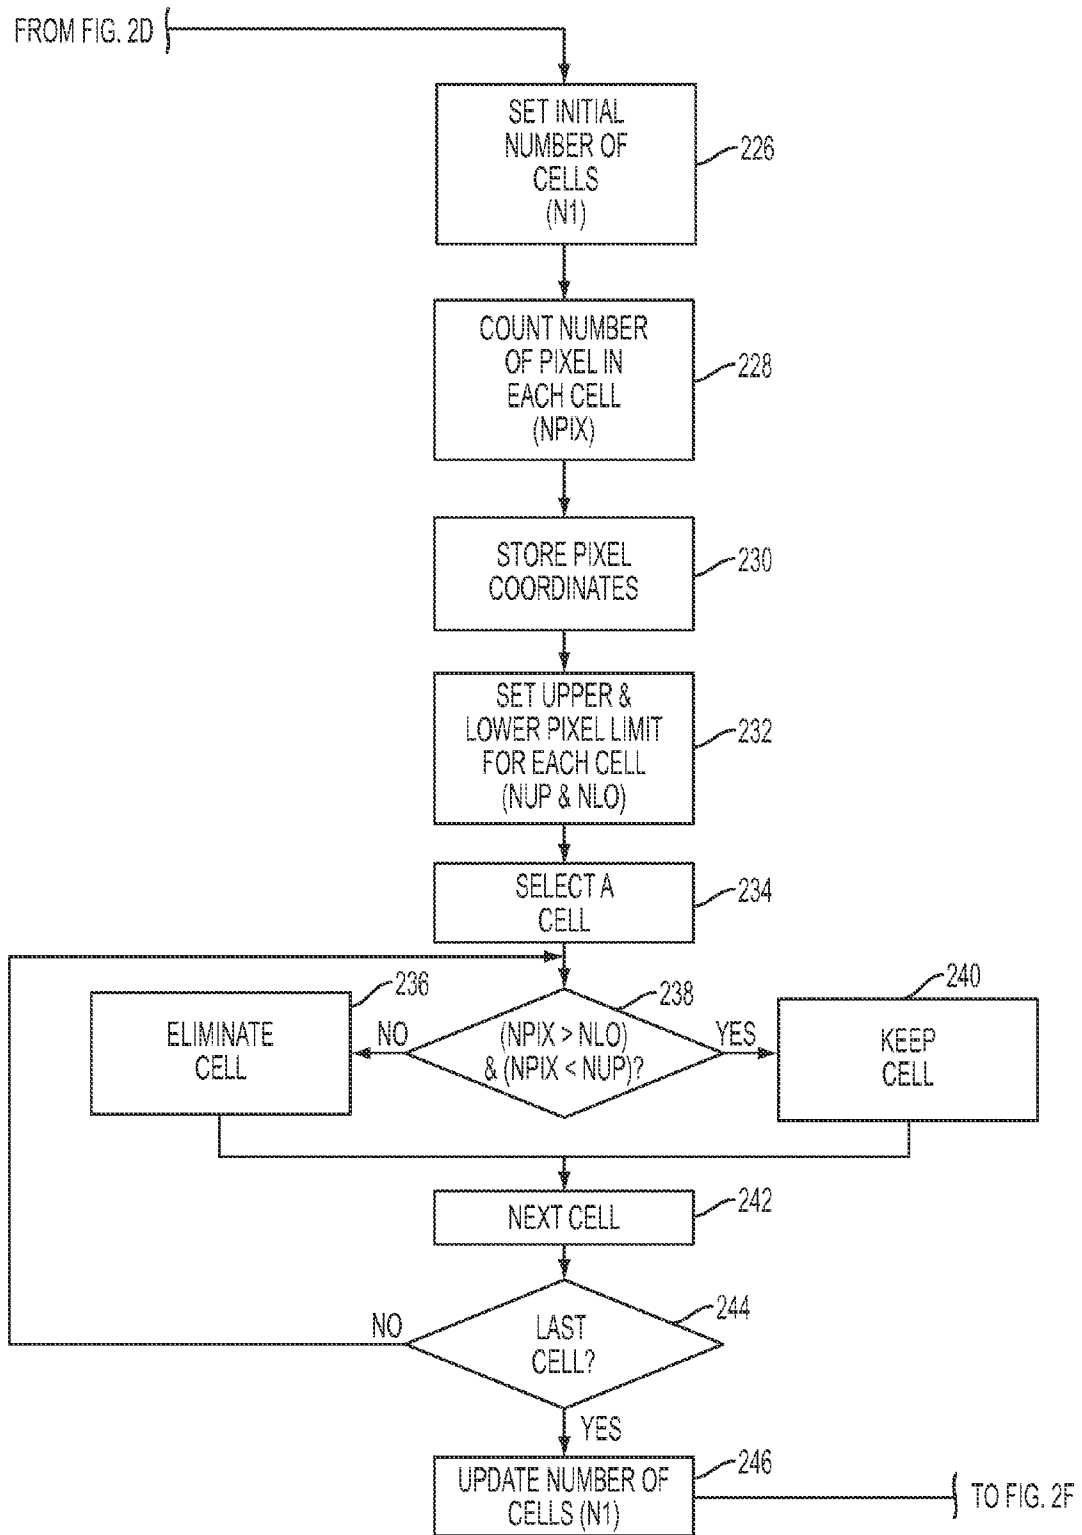 FROM FIG. 2D
SET INITIAL
NUMBER OF
CELLS
(N1)
226
COUNT NUMBER
OF PIXEL IN
EACH CELL
(NPIX)
228
STORE PIXEL
COORDINATES
230
SET UPPER &
LOWER PIXEL LIMIT
FOR EACH CELL
(NUP & NLO)
232
SELECT A
CELL
234
236
ELIMINATE
CELL
NO
238
(NPIX > NLO)
& (NPIX < NUP)?
YES
240
KEEP
CELL
NEXT CELL
242
NO
LAST
CELL?
244
YES
UPDATE NUMBER OF
CELLS (N1)
246
TO FIG. 2F